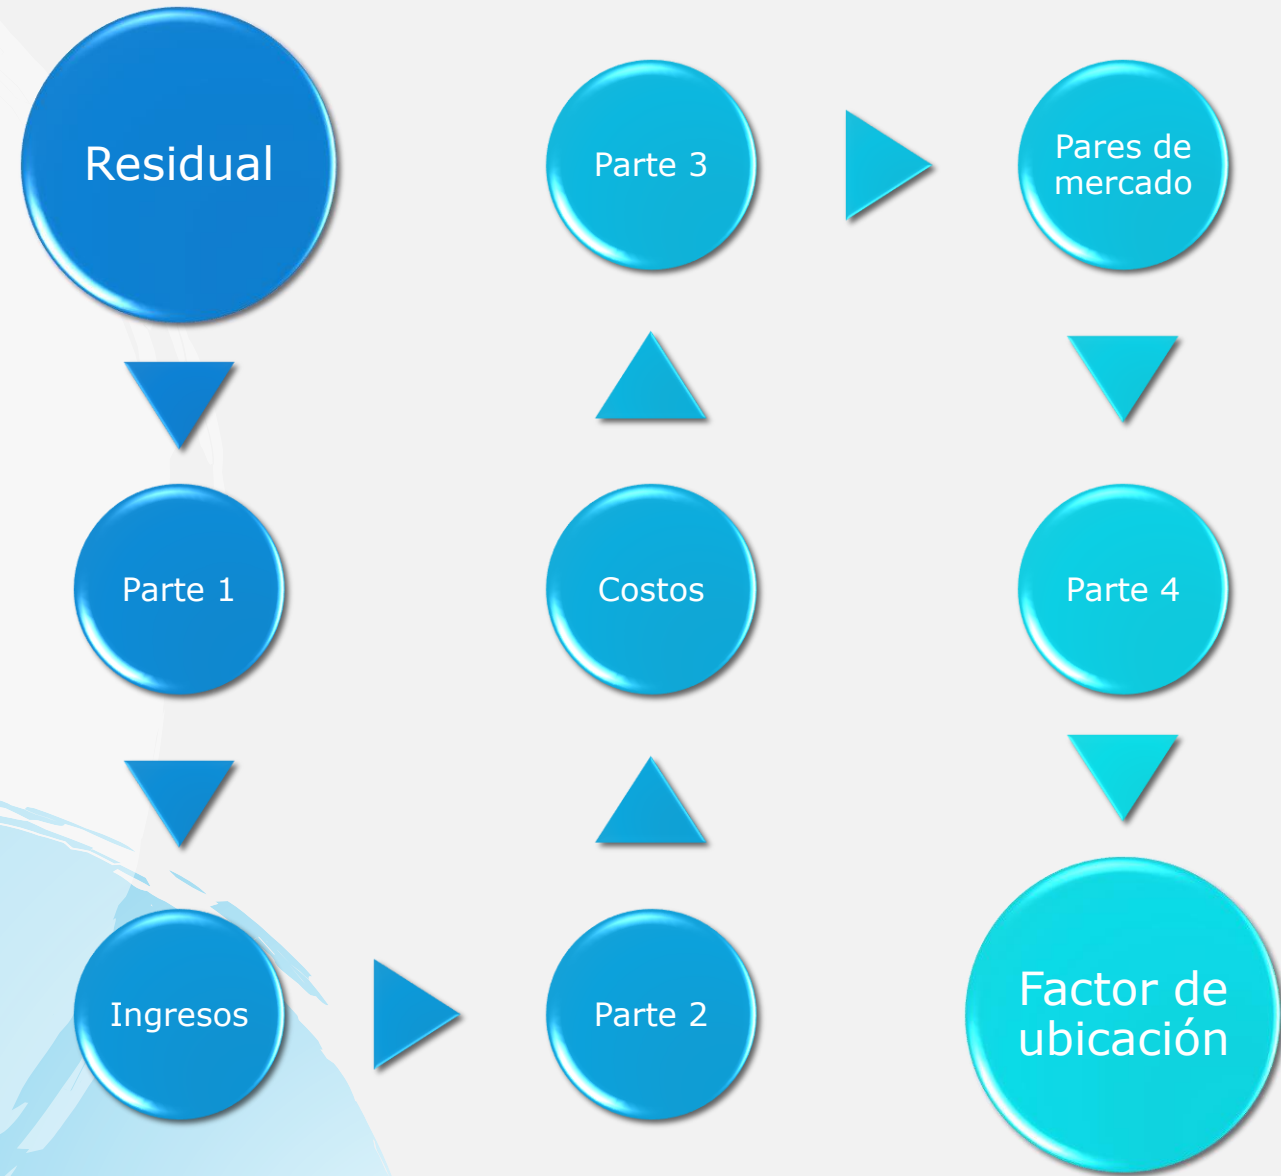 Residual
Parte 1
Ingresos
Parte 2
Costos
Parte 3
Pares de
mercado
Parte 4
Factor de
ubicación